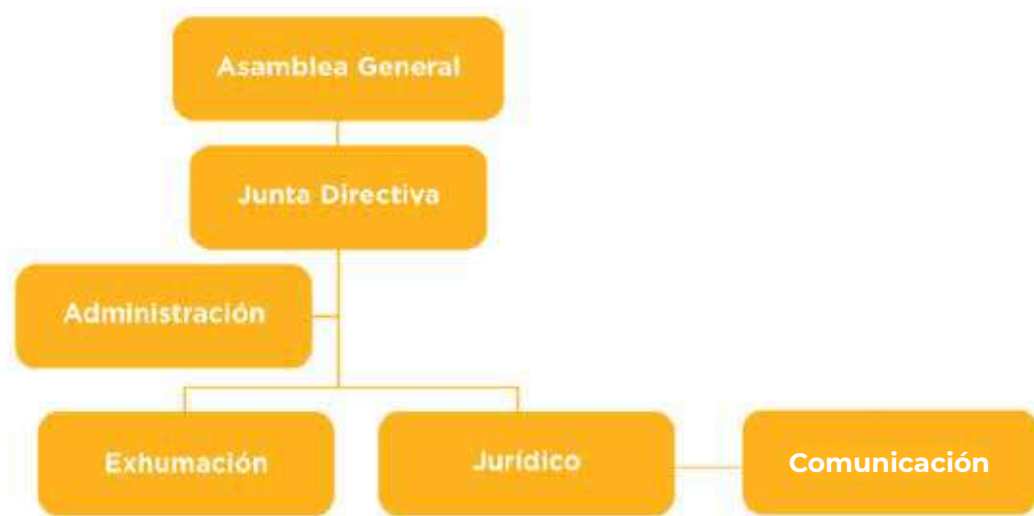 Asamblea General
Junta Directiva
Administración
Exhumación
Jurídico
Comunicación